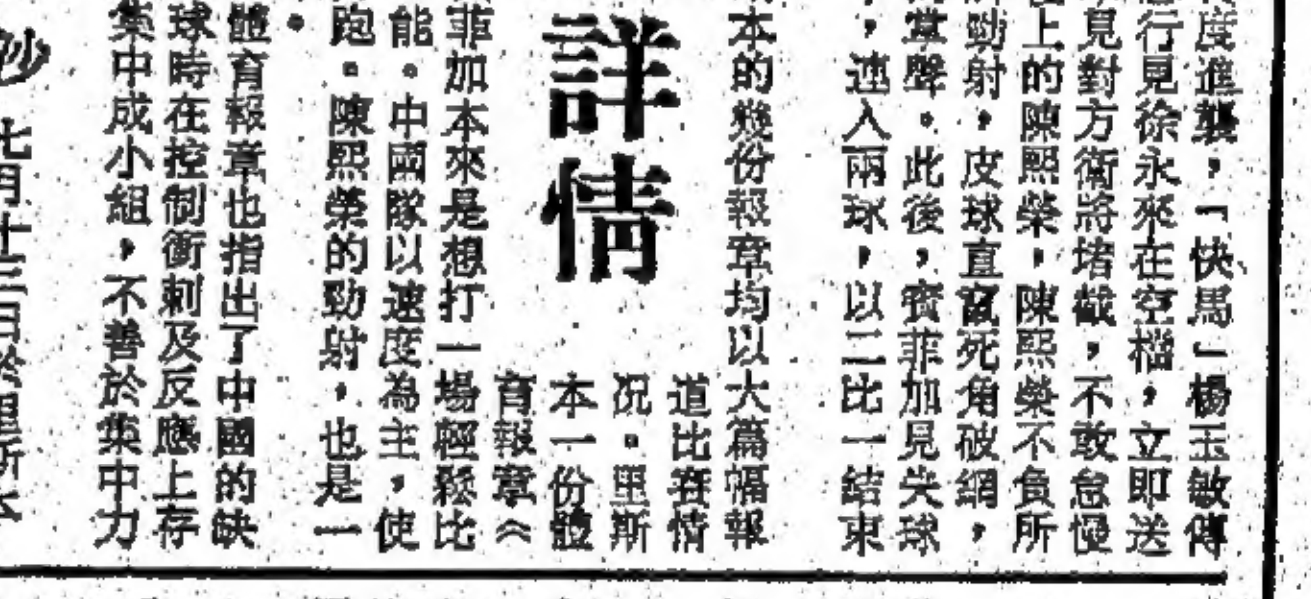 度進襲，「快馬」楊玉敏傳
行見徐永來在空檔，立即送
見對方衛將堵截，不敢怠慢
上的陳熙榮，陳熙榮不負所
勁射，皮球直竄死角破網，
掌聲。此後，賓菲加見失球
，連入兩球，以二比一結束
本的幾份報章均以大篇幅報
道比賽情
況。里斯
本一份體
育報章《
詳情
菲加本來是想打一場輕鬆比
能。中國隊以速度為主，使
跑。陳熙榮的勁射，也是一
。
體育報章也指出了中國的缺
球時在控制衝刺及反應上存
集中成小組，不善於集中力
七月十三日於里斯本